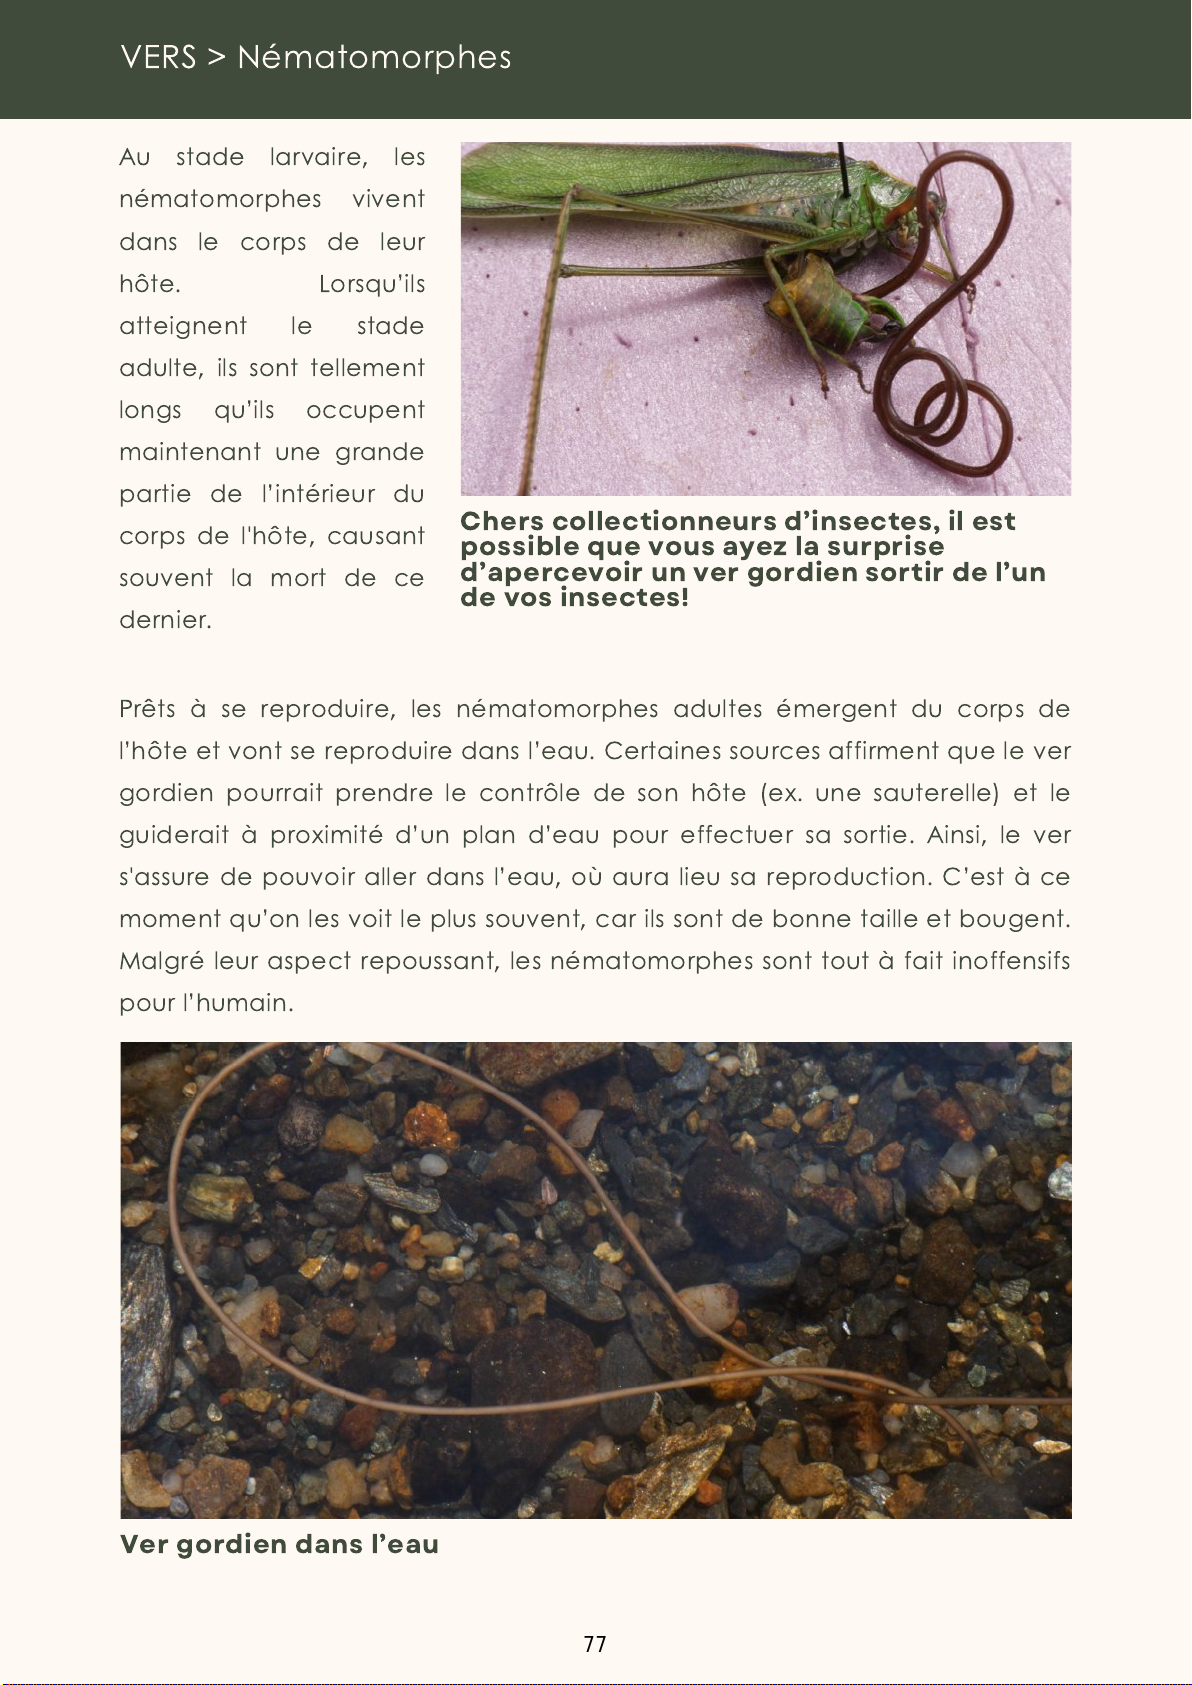 VERS > Nématomorphes
Au stade larvaire, les
nématomorphes vivent
dans le corps de leur
hôte. Lorsqu’ils
atteignent le stade
adulte, ils sont tellement
longs qu’ils occupent
maintenant une grande
partie de l’intérieur du
corps de l'hôte, causant
souvent la mort de ce
dernier.
Chers collectionneurs d’insectes, il est
possible que vous ayez la surprise
d’apercevoir un ver gordien sortir de l’un
de vos insectes!
Prêts à se reproduire, les nématomorphes adultes émergent du corps de
l’hôte et vont se reproduire dans l’eau. Certaines sources affirment que le ver
gordien pourrait prendre le contrôle de son hôte (ex. une sauterelle) et le
guiderait à proximité d’un plan d’eau pour effectuer sa sortie. Ainsi, le ver
s'assure de pouvoir aller dans l’eau, où aura lieu sa reproduction. C’est à ce
moment qu’on les voit le plus souvent, car ils sont de bonne taille et bougent.
Malgré leur aspect repoussant, les nématomorphes sont tout à fait inoffensifs
pour l’humain.
Ver gordien dans l’eau
77